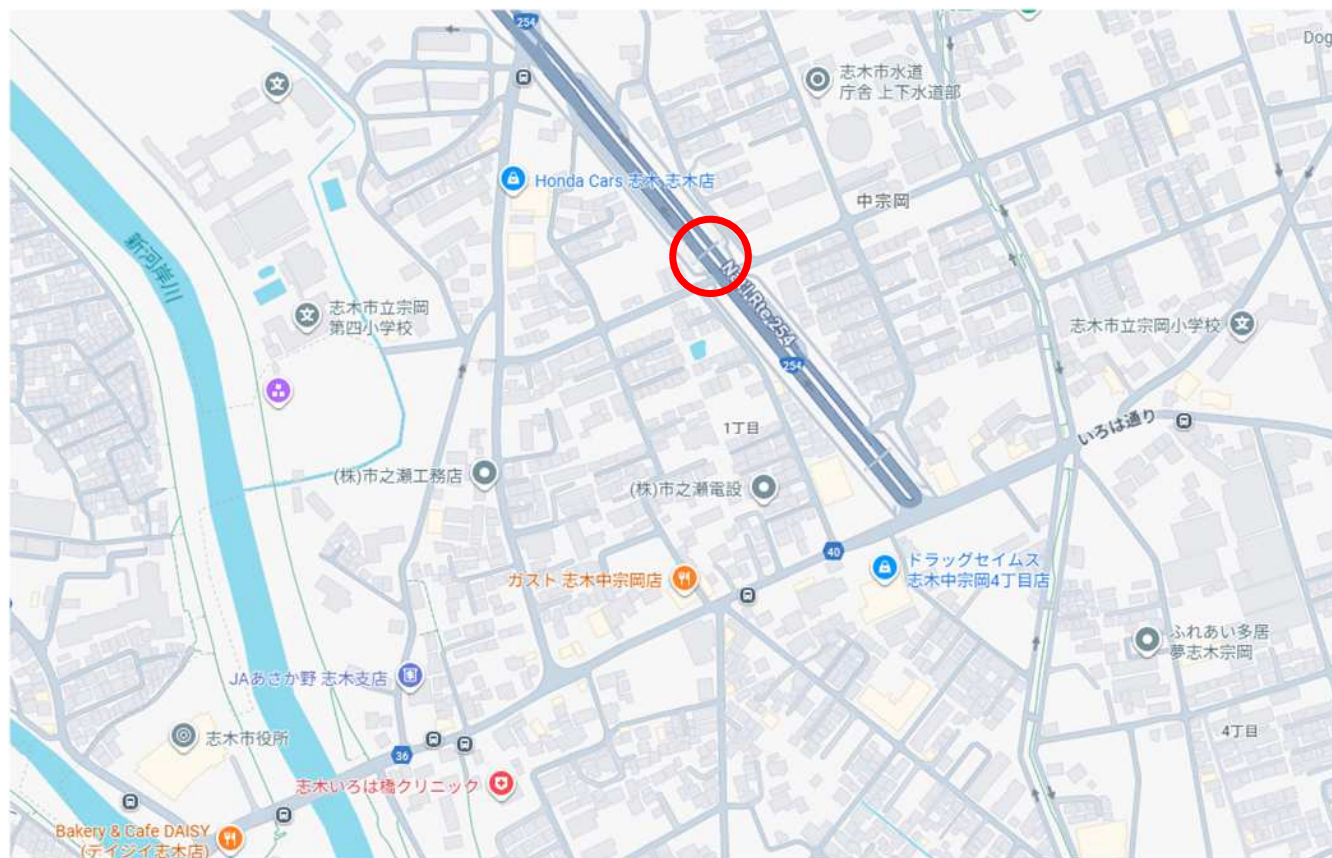 254
Dog
志木市水道
庁舎 上下水道部
Honda Cars 志木 志木店
中宗岡
新河岸川
Rte.254
志木市立宗岡
第四小学校
志木市立宗岡小学校
254
1丁目
いろは通り
(株)市之瀬工務店
(株)市之瀬電設
40
ドラッグセイムス
志木中宗岡4丁目店
ガスト 志木中宗岡店
ふれあい多居
夢志木宗岡
JAあさか野 志木支店
志木市役所
4丁目
36
志木いろは橋クリニック
Bakery & Cafe DAISY
(デイジイ志木店)